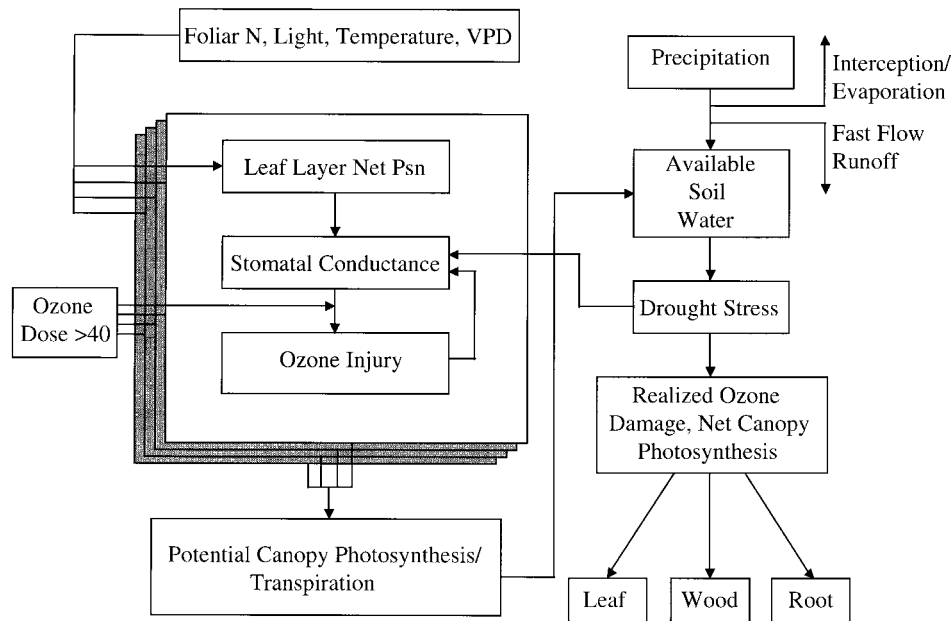 Foliar N, Light, Temperature, VPD
Precipitation
Interception/
Evaporation
Fast Flow
Runoff
Leaf Layer Net Psn
Available
Soil
Water
Stomatal Conductance
Ozone
Dose >40
Drought Stress
Ozone Injury
Realized Ozone
Damage, Net Canopy
Photosynthesis
Potential Canopy Photosynthesis/
Transpiration
Leaf
Wood
Root